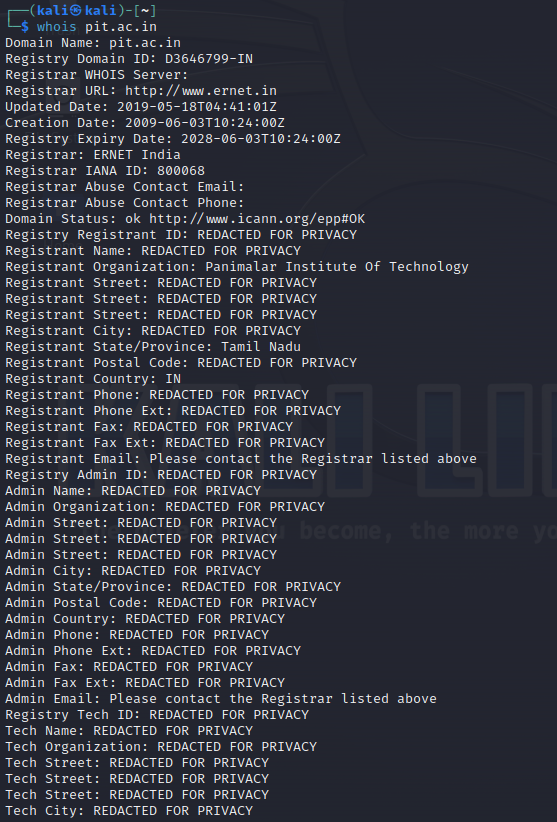 ┌──(kali㉿kali)-[~]
└─$ whois pit.ac.in
Domain Name: pit.ac.in
Registry Domain ID: D3646799-IN
Registrar WHOIS Server:
Registrar URL: http://www.ernet.in
Updated Date: 2019-05-18T04:41:01Z
Creation Date: 2009-06-03T10:24:00Z
Registry Expiry Date: 2028-06-03T10:24:00Z
Registrar: ERNET India
Registrar IANA ID: 800068
Registrar Abuse Contact Email:
Registrar Abuse Contact Phone:
Domain Status: ok http://www.icann.org/epp#OK
Registry Registrant ID: REDACTED FOR PRIVACY
Registrant Name: REDACTED FOR PRIVACY
Registrant Organization: Panimalar Institute Of Technology
Registrant Street: REDACTED FOR PRIVACY
Registrant Street: REDACTED FOR PRIVACY
Registrant Street: REDACTED FOR PRIVACY
Registrant City: REDACTED FOR PRIVACY
Registrant State/Province: Tamil Nadu
Registrant Postal Code: REDACTED FOR PRIVACY
Registrant Country: IN
Registrant Phone: REDACTED FOR PRIVACY
Registrant Phone Ext: REDACTED FOR PRIVACY
Registrant Fax: REDACTED FOR PRIVACY
Registrant Fax Ext: REDACTED FOR PRIVACY
Registrant Email: Please contact the Registrar listed above
Registry Admin ID: REDACTED FOR PRIVACY
Admin Name: REDACTED FOR PRIVACY
Admin Organization: REDACTED FOR PRIVACY
Admin Street: REDACTED FOR PRIVACY
Admin Street: REDACTED FOR PRIVACY
become, the more yo
Admin Street: REDACTED FOR PRIVACY
Admin City: REDACTED FOR PRIVACY
Admin State/Province: REDACTED FOR PRIVACY
Admin Postal Code: REDACTED FOR PRIVACY
Admin Country: REDACTED FOR PRIVACY
Admin Phone: REDACTED FOR PRIVACY
Admin Phone Ext: REDACTED FOR PRIVACY
Admin Fax: REDACTED FOR PRIVACY
Admin Fax Ext: REDACTED FOR PRIVACY
Admin Email: Please contact the Registrar listed above
Registry Tech ID: REDACTED FOR PRIVACY
Tech Name: REDACTED FOR PRIVACY
Tech Organization: REDACTED FOR PRIVACY
Tech Street: REDACTED FOR PRIVACY
Tech Street: REDACTED FOR PRIVACY
Tech Street: REDACTED FOR PRIVACY
Tech City: REDACTED FOR PRIVACY